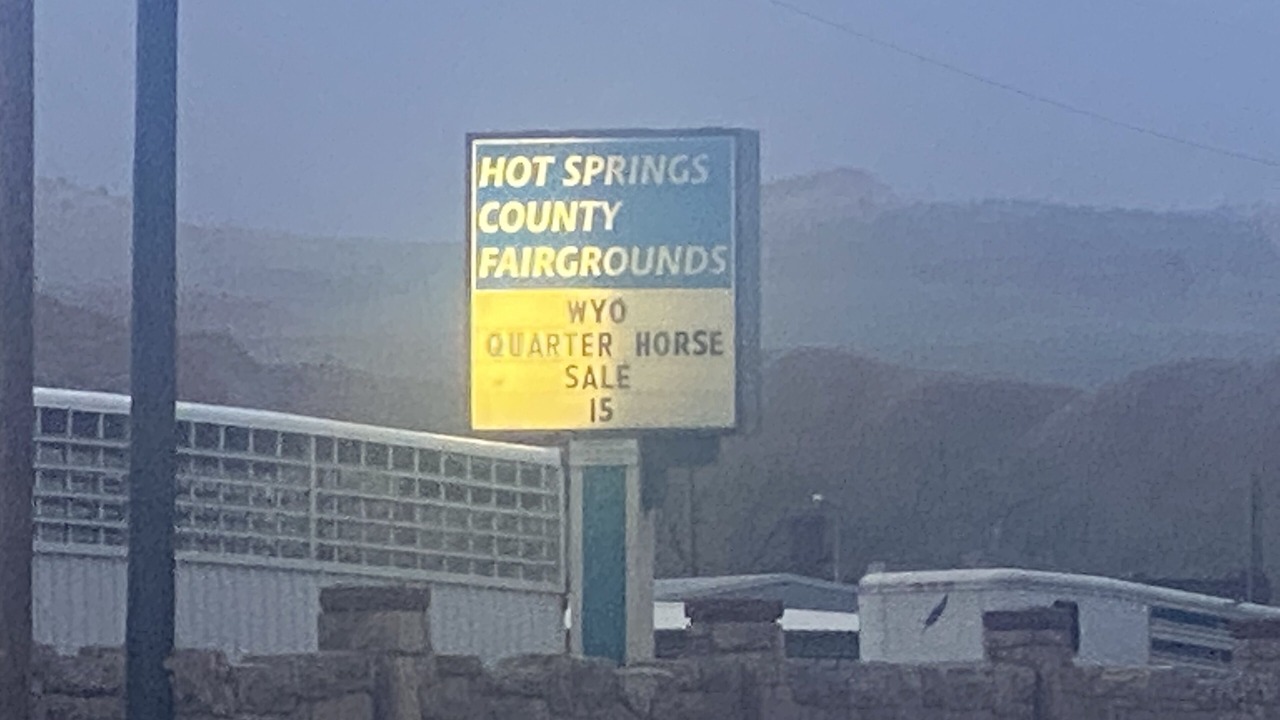 HOT SPRINGS
COUNTY
FAIRGROUNDS
WYO
QUARTER HORSE
SALE
15